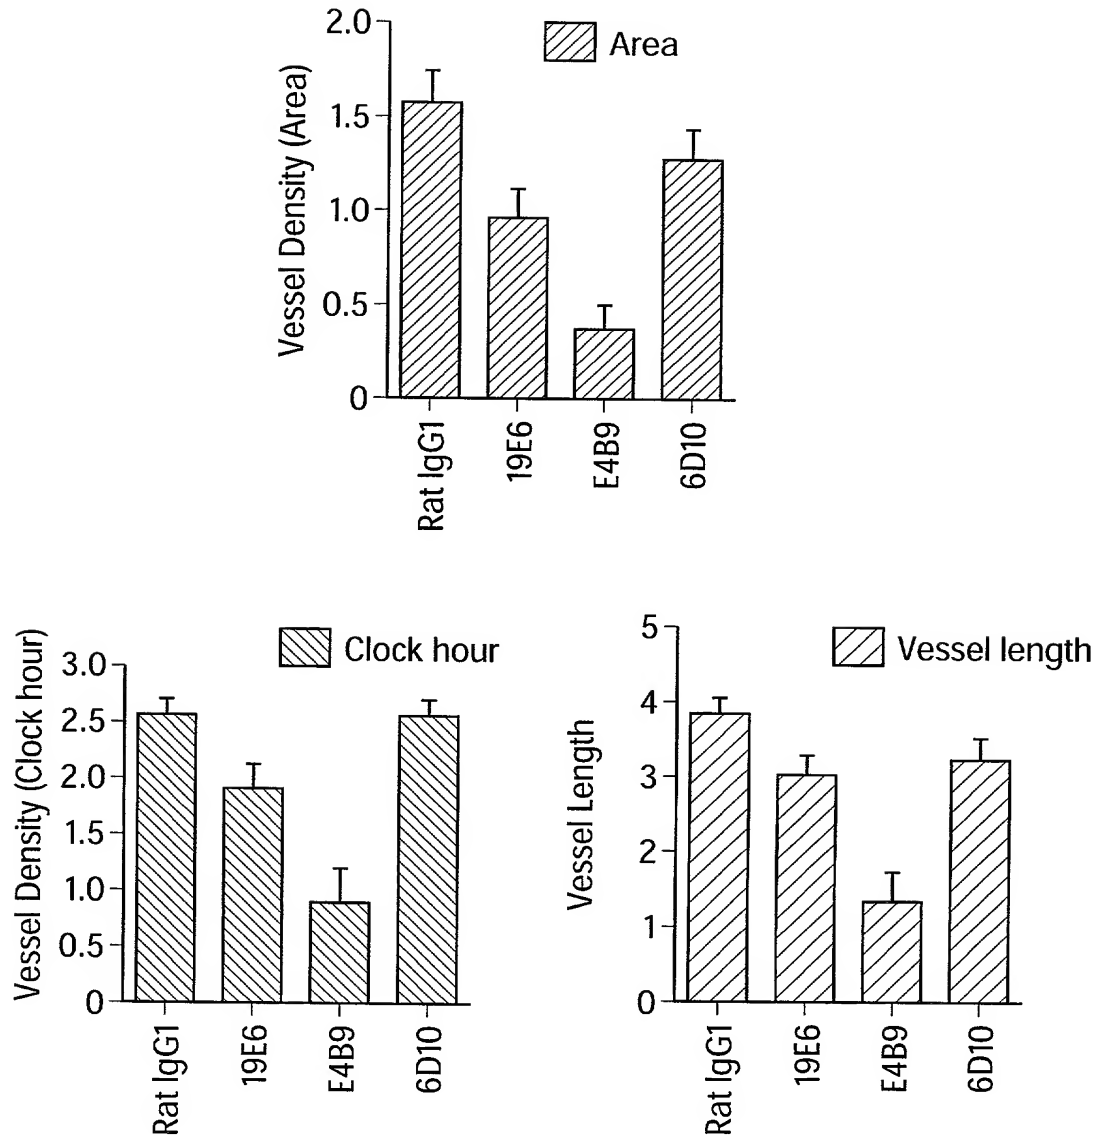 Area
Vessel Density (Area)
2.0
1.5
1.0
0.5
0
Rat IgG1
19E6
E4B9
6D10
Clock hour
Vessel Density (Clock hour)
3.0
2.5
2.0
1.5
1.0
0.5
0
Rat IgG1
19E6
E4B9
6D10
Vessel length
Vessel Length
5
4
3
2
1
0
Rat IgG1
19E6
E4B9
6D10